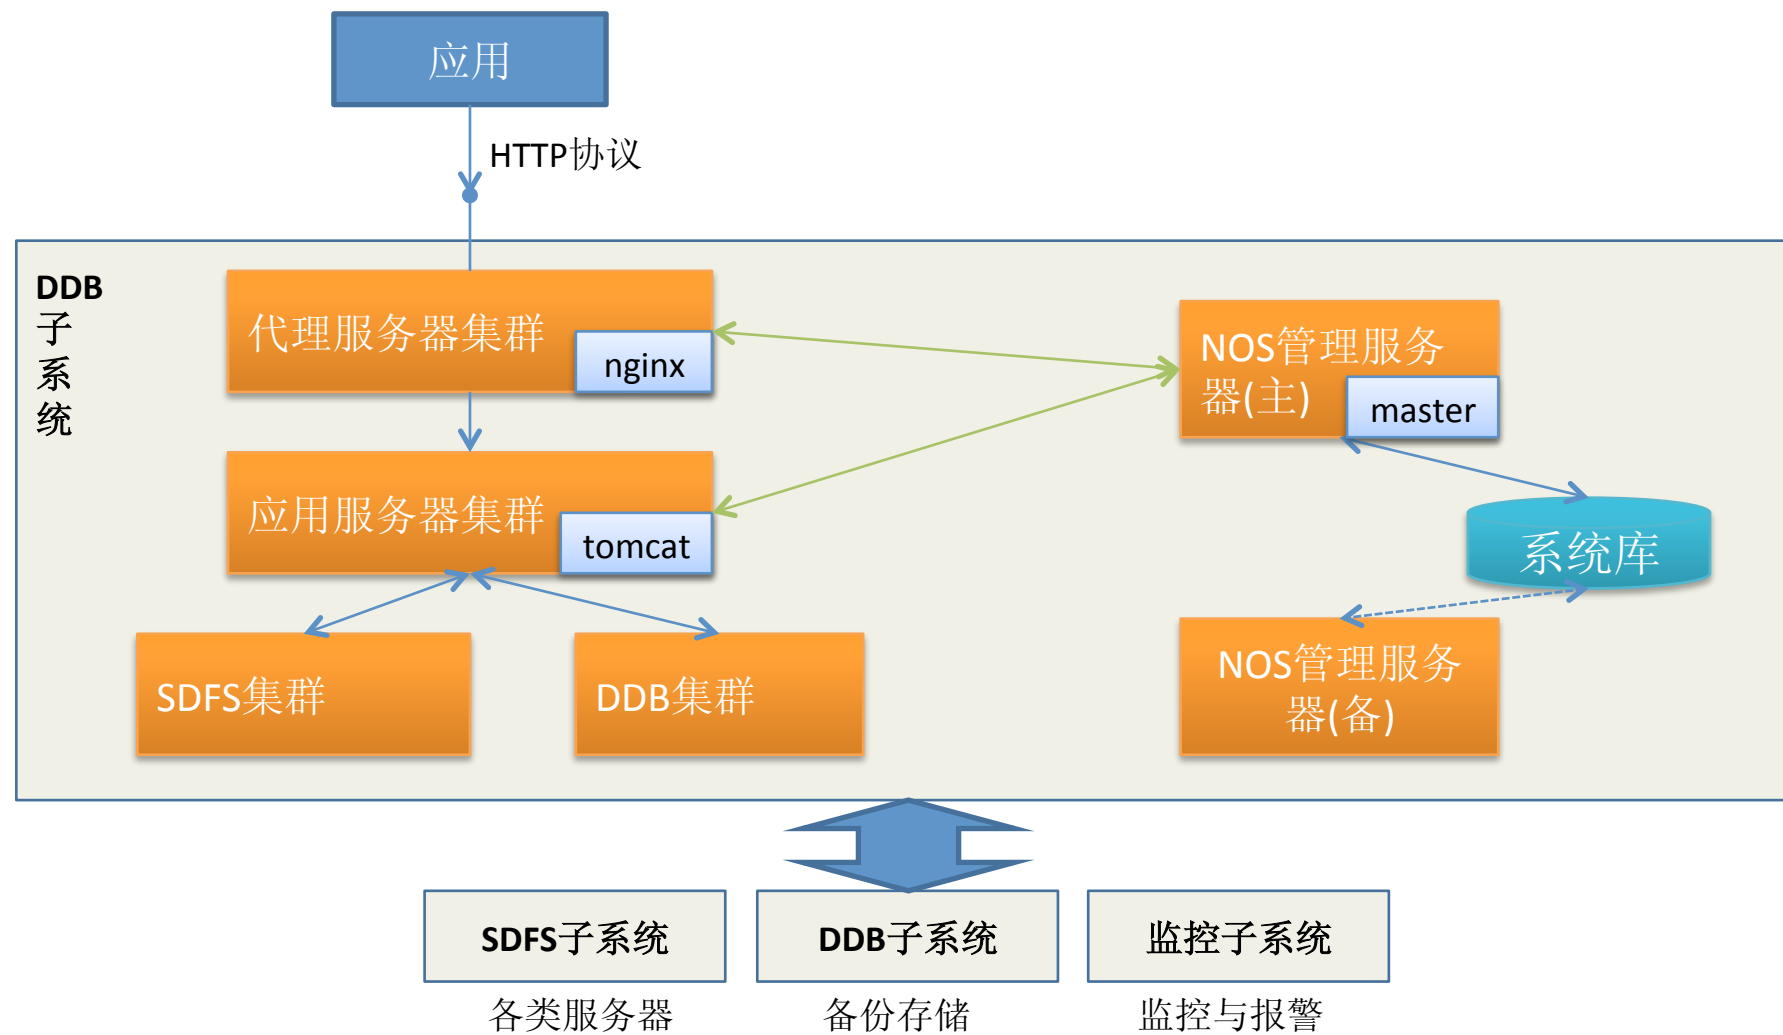 应用
HTTP协议
DDB
子
系
统
代理服务器集群
nginx
NOS管理服务
器(主)
master
应用服务器集群
tomcat
系统库
SDFS集群
DDB集群
NOS管理服务
器(备)
SDFS子系统
DDB子系统
监控子系统
各类服务器
备份存储
监控与报警